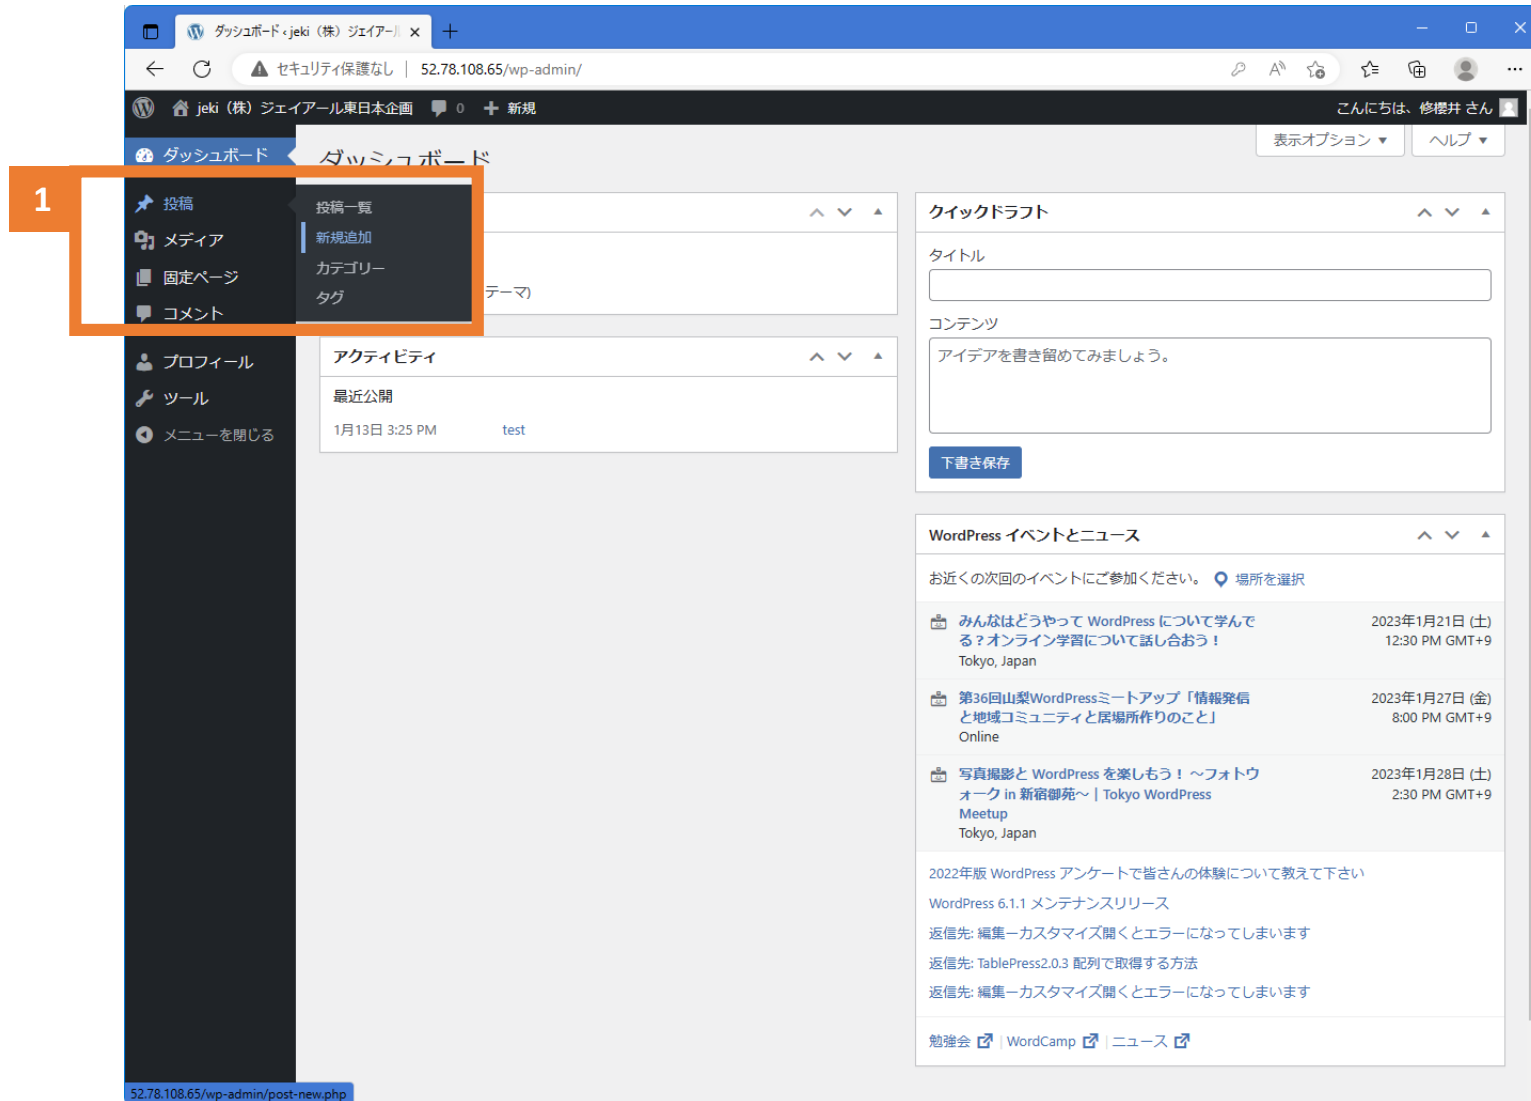 ダッシュボード ‹ jeki（株）ジェイアール
セキュリティ保護なし | 52.78.108.65/wp-admin/
jeki（株）ジェイアール東日本企画 0 新規
こんにちは、修櫻井 さん
ダッシュボード
ダッシュボード
表示オプション
ヘルプ
1
投稿
メディア
固定ページ
コメント
プロフィール
ツール
メニューを閉じる
投稿一覧
新規追加
カテゴリー
タグ
テーマ)
アクティビティ
最近公開
1月13日 3:25 PM test
クイックドラフト
タイトル
コンテンツ
アイデアを書き留めてみましょう。
下書き保存
WordPress イベントとニュース
お近くの次回のイベントにご参加ください。 場所を選択
みんなはどうやって WordPress について学んで
る？オンライン学習について話し合おう！
Tokyo, Japan
2023年1月21日 (土)
12:30 PM GMT+9
第36回山梨WordPressミートアップ「情報発信
と地域コミュニティと居場所作りのこと」
Online
2023年1月27日 (金)
8:00 PM GMT+9
写真撮影と WordPress を楽しもう！ ～フォトウ
ォーク in 新宿御苑～ | Tokyo WordPress
Meetup
Tokyo, Japan
2023年1月28日 (土)
2:30 PM GMT+9
2022年版 WordPress アンケートで皆さんの体験について教えて下さい
WordPress 6.1.1 メンテナンスリリース
返信先: 編集ーカスタマイズ開くとエラーになってしまいます
返信先: TablePress2.0.3 配列で取得する方法
返信先: 編集ーカスタマイズ開くとエラーになってしまいます
勉強会 | WordCamp | ニュース
52.78.108.65/wp-admin/post-new.php